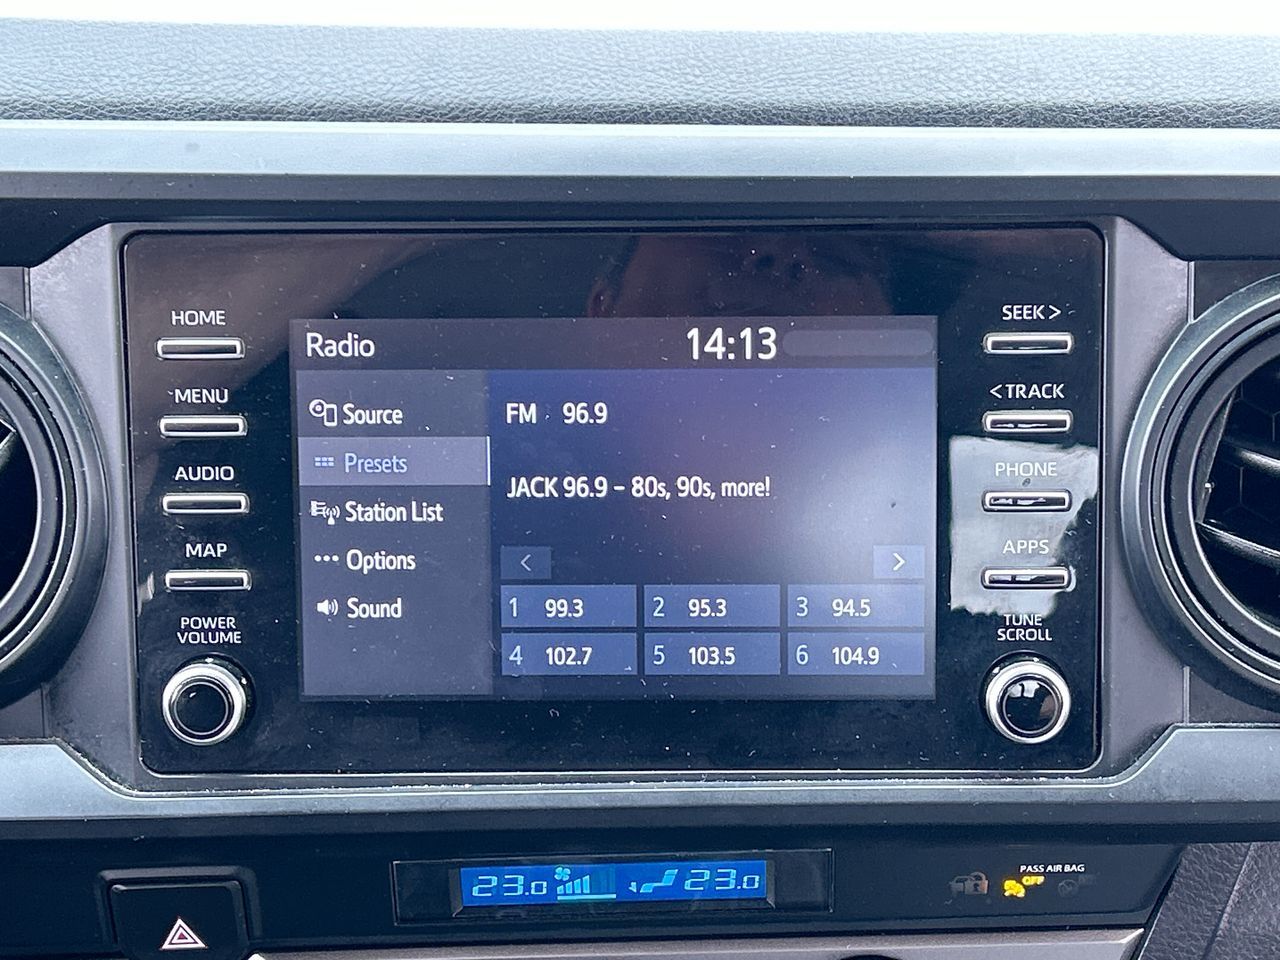 HOME
MENU
AUDIO
MAP
POWER
VOLUME
Radio
14:13
Source
Presets
Station List
Options
Sound
FM 96.9
JACK 96.9 – 80s, 90s, more!
< >
1 99.3 2 95.3 3 94.5
4 102.7 5 103.5 6 104.9
SEEK >
< TRACK
PHONE
APPS
TUNE
SCROLL
23.0 23.0
PASS AIR BAG
OFF